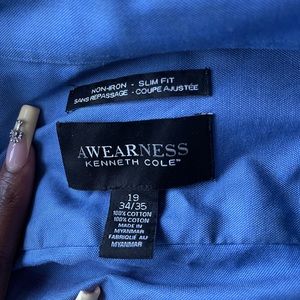 NON-IRON - SLIM FIT
SANS REPASSAGE - COUPE AJUSTÉE
AWEARNESS
KENNETH COLE™
19
34/35
100% COTTON
100% COTON
MADE IN
MYANMAR
FABRIQUÉ AU
MYANMAR